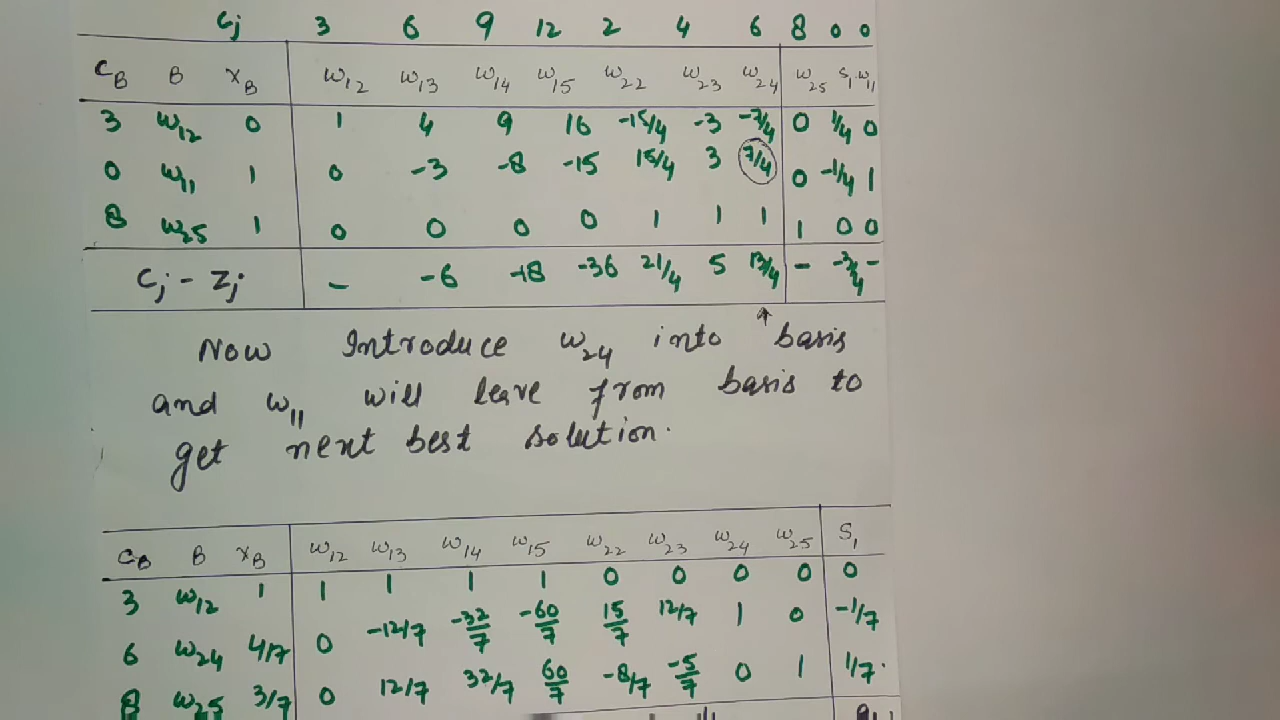 Cj 3 6 9 12 2 4 6 8 0 0
CB B XB w12 w13 w14 w15 w22 w23 w24 w25 S1 w11
3 w12 0 1 4 9 16 -15/4 -3 -7/4 0 1/4 0
0 w11 1 0 -3 -8 -15 15/4 3 7/4 0 -1/4 1
8 w25 1 0 0 0 0 1 1 1 1 0 0
Cj - Zj - -6 -18 -36 21/4 5 13/4 - -3/4 -
Now Introduce w24 into basis
and w11 will leave from basis to
get next best solution.
CB B XB w12 w13 w14 w15 w22 w23 w24 w25 S1
3 w12 1 1 1 1 1 0 0 0 0 0
6 w24 4/7 0 -12/7 -32/7 -60/7 15/7 12/7 1 0 -1/7
8 w25 3/7 0 12/7 32/7 60/7 -8/7 -5/7 0 1 1/7.